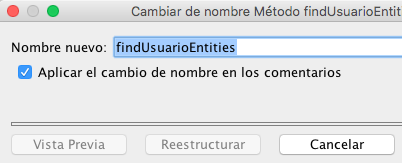 Cambiar de nombre Método findUsuarioEntiti
Nombre nuevo: findUsuarioEntities
Aplicar el cambio de nombre en los comentarios
Vista Previa Reestructurar Cancelar